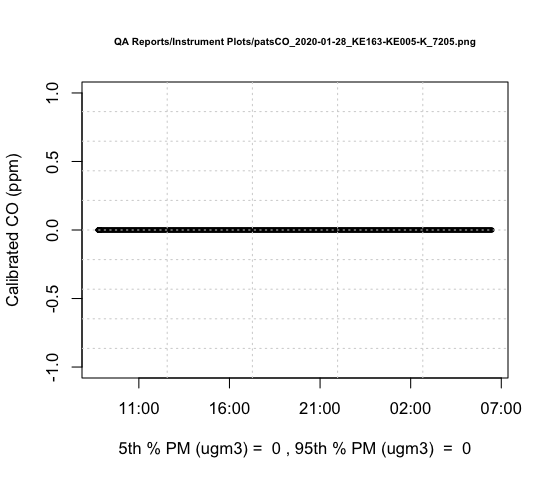 QA Reports/Instrument Plots/patsCO_2020-01-28_KE163-KE005-K_7205.png
Calibrated CO (ppm)
1.0
0.5
0.0
-0.5
-1.0
11:00 16:00 21:00 02:00 07:00
5th % PM (ugm3) = 0 , 95th % PM (ugm3) = 0